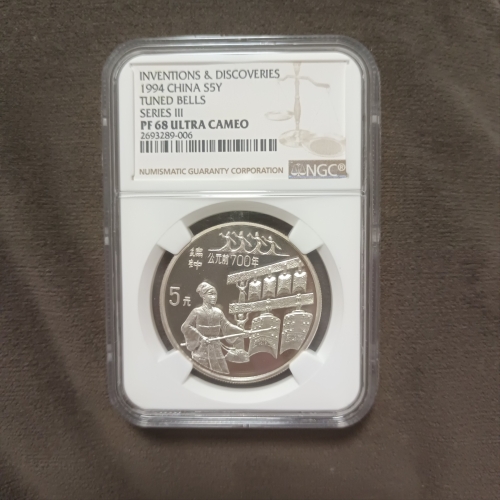 INVENTIONS & DISCOVERIES
1994 CHINA S5Y
TUNED BELLS
SERIES III
PF 68 ULTRA CAMEO
2693289-006
NUMISMATIC GUARANTY CORPORATION
NGC®
编钟
公元前700年
5元